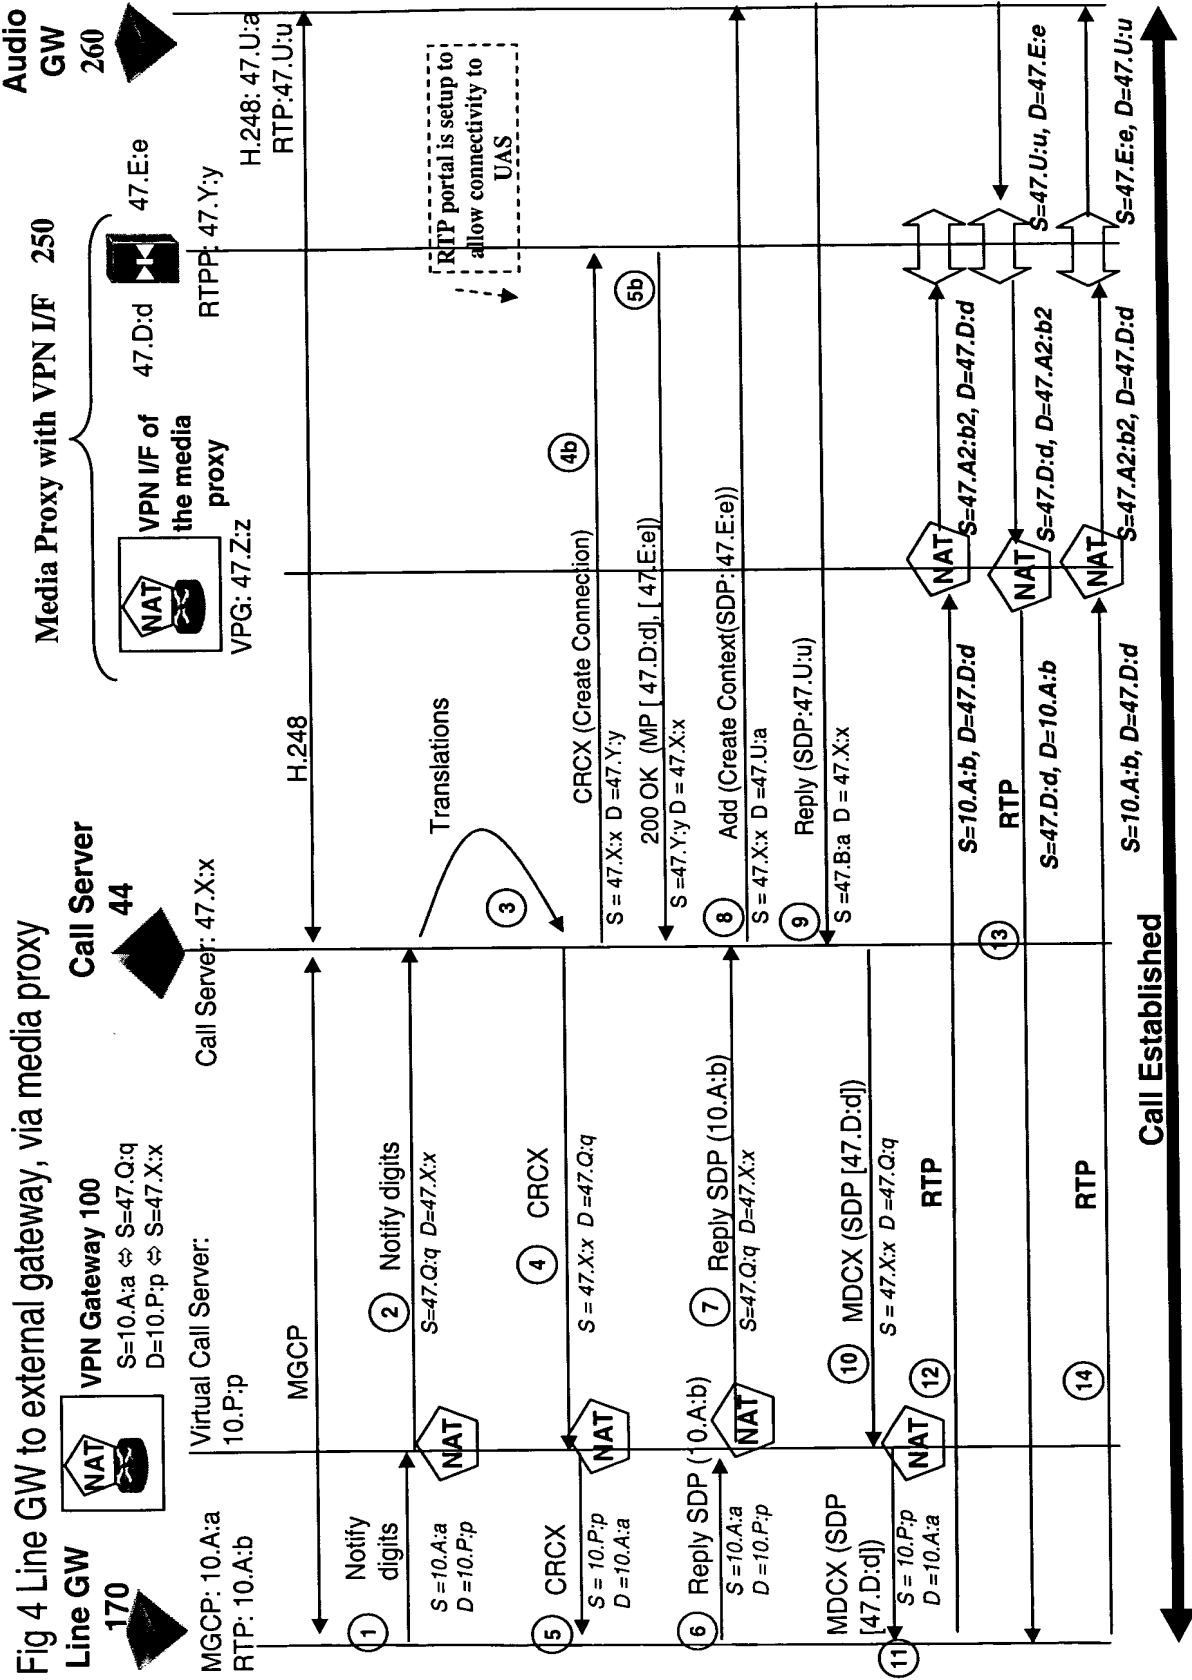 Fig 4 Line GW to external gateway, via media proxy
Line GW
170
MGCP: 10.A:a
RTP: 10.A:b
NAT
VPN Gateway 100
S=10.A:a ⇔ S=47.Q:q
D=10.P:p ⇔ S=47.X:x
Virtual Call Server:
10.P:p
Call Server
44
Call Server: 47.X:x
Media Proxy with VPN I/F 250
NAT
VPN I/F of
the media
proxy
VPG: 47.Z:z
47.D:d
47.E:e
RTPP: 47.Y:y
Audio
GW
260
H.248: 47.U:a
RTP:47.U:u
MGCP
H.248
1
Notify
digits
S =10.A:a
D =10.P:p
NAT
2
Notify digits
S=47.Q:q D=47.X:x
Translations
3
RTP portal is setup to
allow connectivity to
UAS
4
CRCX
S = 47.X:x D =47.Q:q
NAT
5
CRCX
S = 10.P:p
D =10.A:a
CRCX (Create Connection)
4b
S = 47.X:x D =47.Y:y
5b
200 OK (MP [ 47.D:d], [ 47.E:e])
S =47.Y:y D = 47.X:x
6
Reply SDP (10.A:b)
S =10.A:a
D =10.P:p
NAT
7
Reply SDP (10.A:b)
S=47.Q:q D=47.X:x
8
Add (Create Context(SDP: 47.E:e))
S = 47.X:x D =47.U:a
9
Reply (SDP:47.U:u)
S =47.B:a D = 47.X:x
10
MDCX (SDP [47.D:d])
S = 47.X:x D =47.Q:q
NAT
MDCX (SDP
[47.D:d])
11
S = 10.P:p
D =10.A:a
12
RTP
S=10.A:b, D=47.D:d
NAT
S=47.A2:b2, D=47.D:d
13
RTP
S=47.D:d, D=10.A:b
NAT
S=47.D:d, D=47.A2:b2
S=47.U:u, D=47.E:e
14
RTP
S=10.A:b, D=47.D:d
NAT
S=47.A2:b2, D=47.D:d
S=47.E:e, D=47.U:u
Call Established